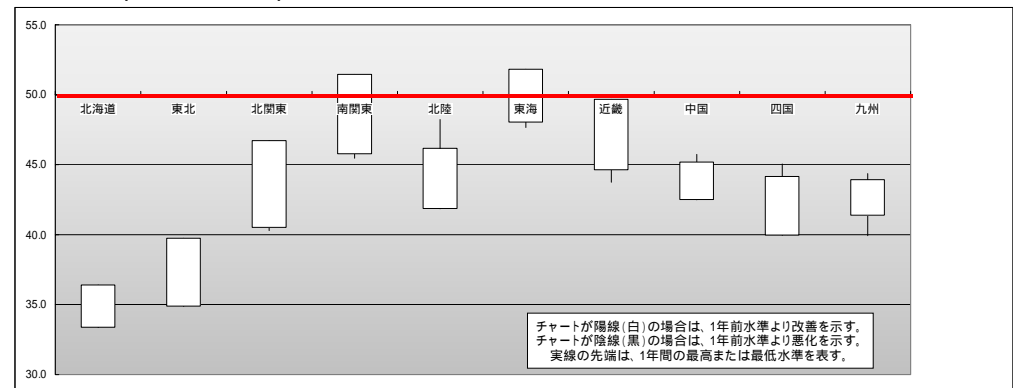 55.0
50.0
北海道 東北 北関東 南関東 北陸 東海 近畿 中国 四国 九州
45.0
40.0
35.0
チャートが陽線(白)の場合は、1年前水準より改善を示す。
チャートが陰線(黒)の場合は、1年前水準より悪化を示す。
実線の先端は、1年間の最高または最低水準を表す。
30.0